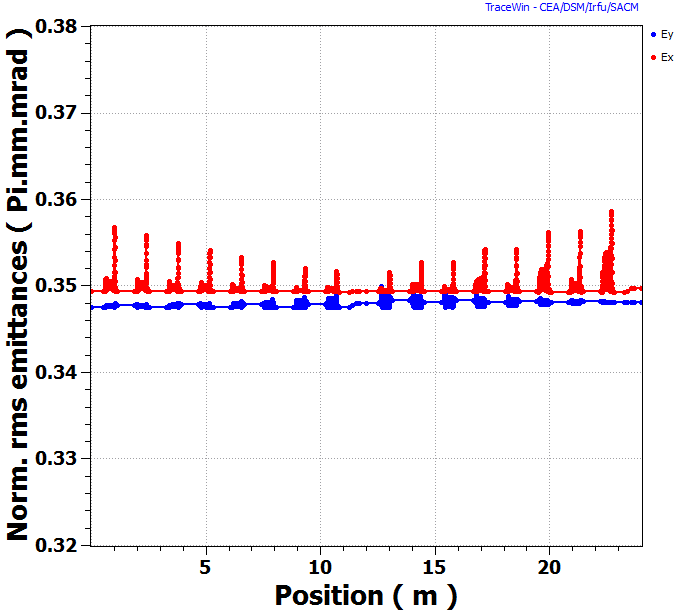 TraceWin - CEA/DSM/Irfu/SACM
Ey
Ex
0.38
0.37
0.36
0.35
0.34
0.33
0.32
5
10
15
20
Norm. rms emittances ( Pi.mm.mrad )
Position ( m )